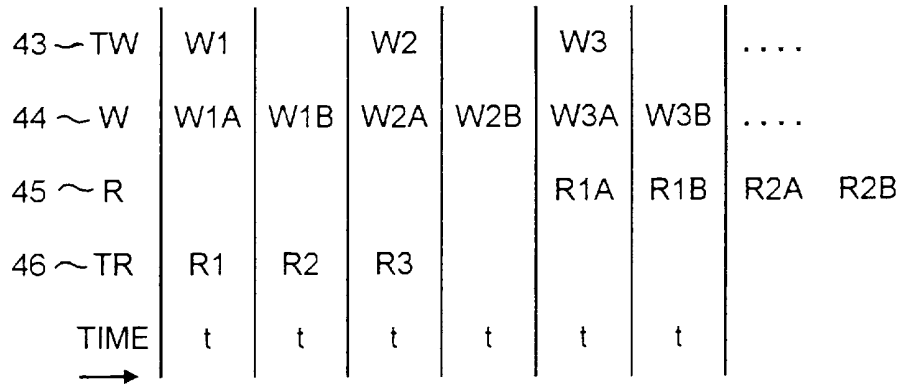 43 ~ TW W1 W2 W3 ....
44 ~ W W1A W1B W2A W2B W3A W3B ....
45 ~ R R1A R1B R2A R2B
46 ~ TR R1 R2 R3
TIME t t t t t t